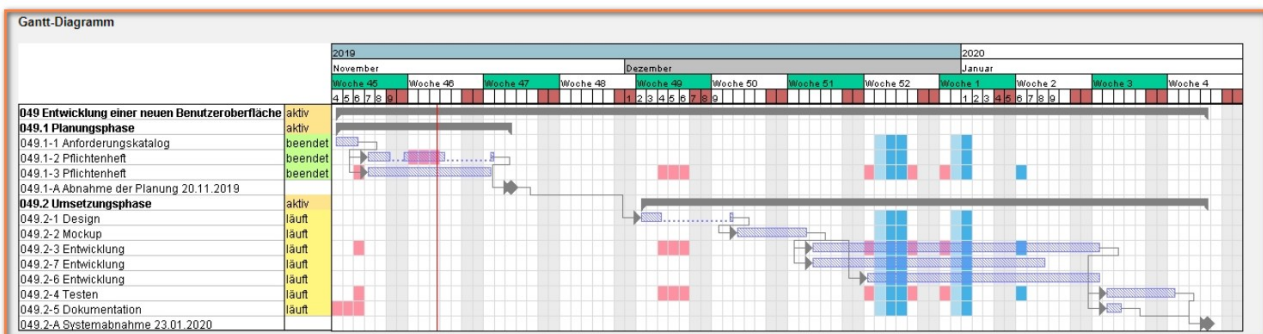 Gantt-Diagramm
2019 2020
November Dezember Januar
Woche 45 Woche 46 Woche 47 Woche 48 Woche 49 Woche 50 Woche 51 Woche 52 Woche 1 Woche 2 Woche 3 Woche 4
4 5 6 7 8 9 1 2 3 4 5 6 7 8 9 1 2 3 4 5 6 7 8 9
049 Entwicklung einer neuen Benutzeroberfläche aktiv
049.1 Planungsphase aktiv
049.1-1 Anforderungskatalog beendet
049.1-2 Pflichtenheft beendet
049.1-3 Pflichtenheft beendet
049.1-A Abnahme der Planung 20.11.2019
049.2 Umsetzungsphase aktiv
049.2-1 Design läuft
049.2-2 Mockup läuft
049.2-3 Entwicklung läuft
049.2-7 Entwicklung läuft
049.2-6 Entwicklung läuft
049.2-4 Testen läuft
049.2-5 Dokumentation läuft
049.2-A Systemabnahme 23.01.2020